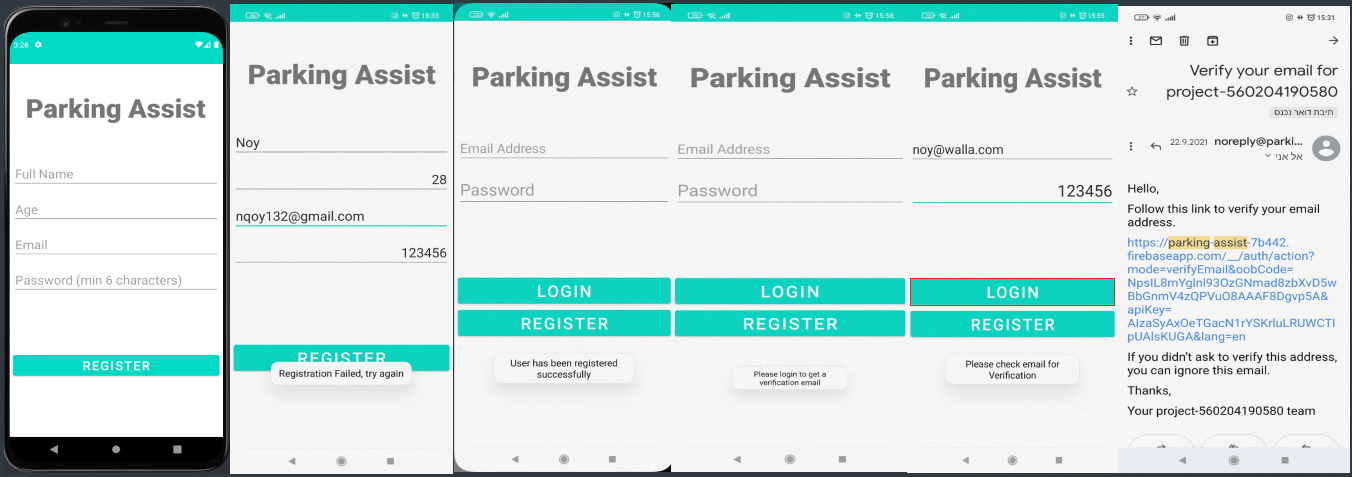 3:26
Parking Assist
Full Name
Age
Email
Password (min 6 characters)
REGISTER
15:33
Parking Assist
Noy
28
nqoy132@gmail.com
123456
REGISTER
Registration Failed, try again
15:56
Parking Assist
Email Address
Password
LOGIN
REGISTER
User has been registered
successfully
15:56
Parking Assist
Email Address
Password
LOGIN
REGISTER
Please login to get a
verification email
15:55
Parking Assist
noy@walla.com
123456
LOGIN
REGISTER
Please check email for
Verification
15:31
Verify your email for
project-560204190580
תיבת דואר נכנס
22.9.2021 noreply@parki...
אל אני
Hello,
Follow this link to verify your email
address.
https://parking-assist-7b442.
firebaseapp.com/__/auth/action?
mode=verifyEmail&oobCode=
NpsIL8mYglnl93OzGNmad8zbXvD5w
BbGnmV4zQPVuO8AAAF8Dgvp5A&
apiKey=
AIzaSyAxOeTGacN1rYSKrluLRUWCTI
pUAIsKUGA&lang=en
If you didn't ask to verify this address,
you can ignore this email.
Thanks,
Your project-560204190580 team